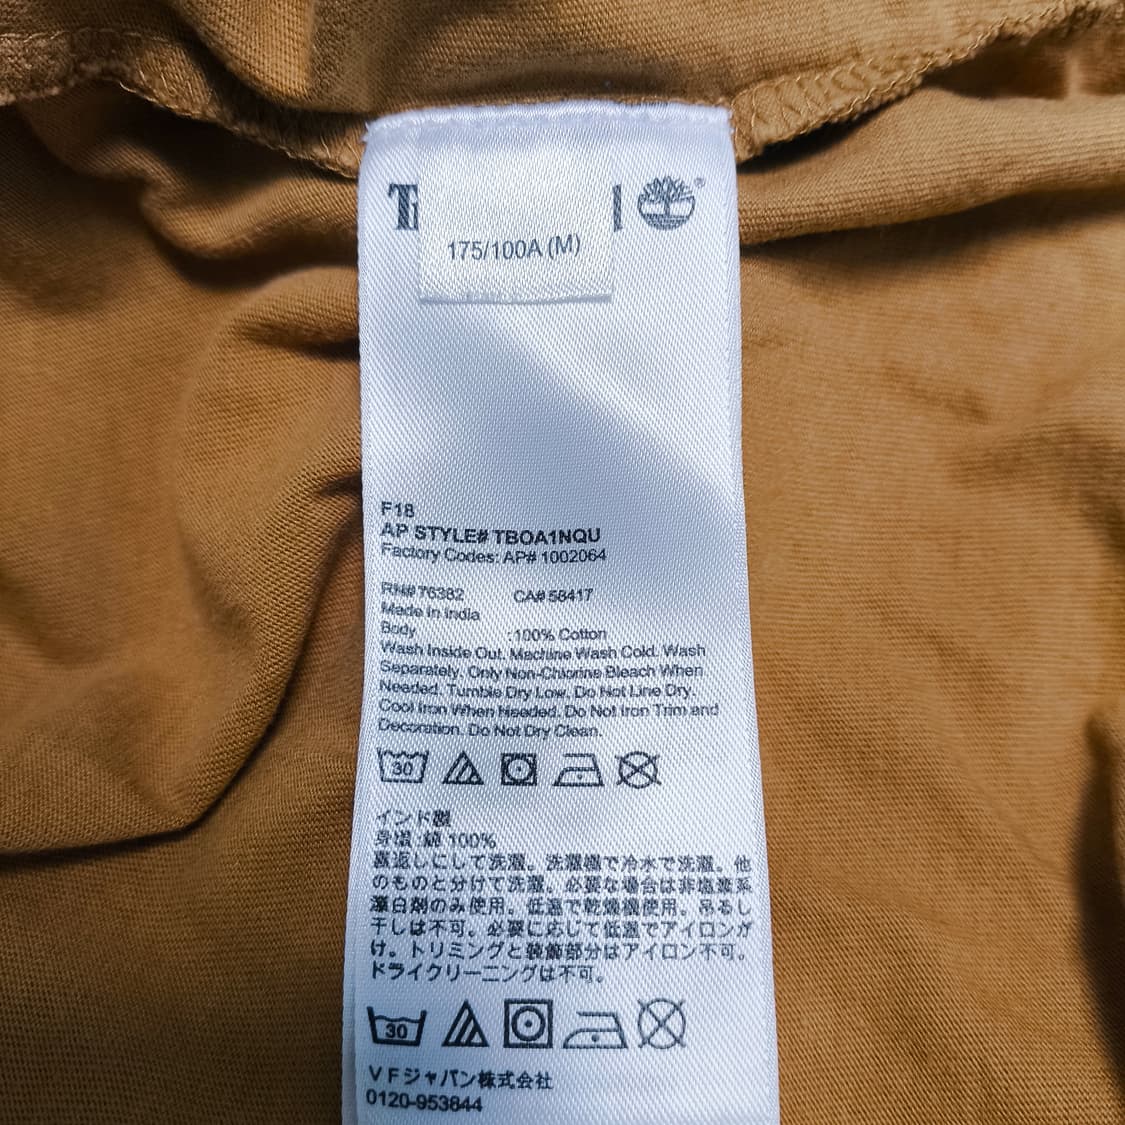 175/100A (M)
F18
AP STYLE# TBOA1NQU
Factory Codes: AP# 1002064
RN# 76382 CA# 58417
Made in India
Body :100% Cotton
Wash Inside Out. Machine Wash Cold. Wash
Separately. Only Non-Chlorine Bleach When
Needed. Tumble Dry Low. Do Not Line Dry.
Cool Iron When Needed. Do Not Iron Trim and
Decoration. Do Not Dry Clean.
30
インド製
身頃:綿 100%
裏返しにして洗濯。洗濯機で冷水で洗濯。他
のものと分けて洗濯。必要な場合は非塩素系
漂白剤のみ使用。低温で乾燥機使用。吊るし
干しは不可。必要に応じて低温でアイロンが
け。トリミングと装飾部分はアイロン不可。
ドライクリーニングは不可。
30
VFジャパン株式会社
0120-953844